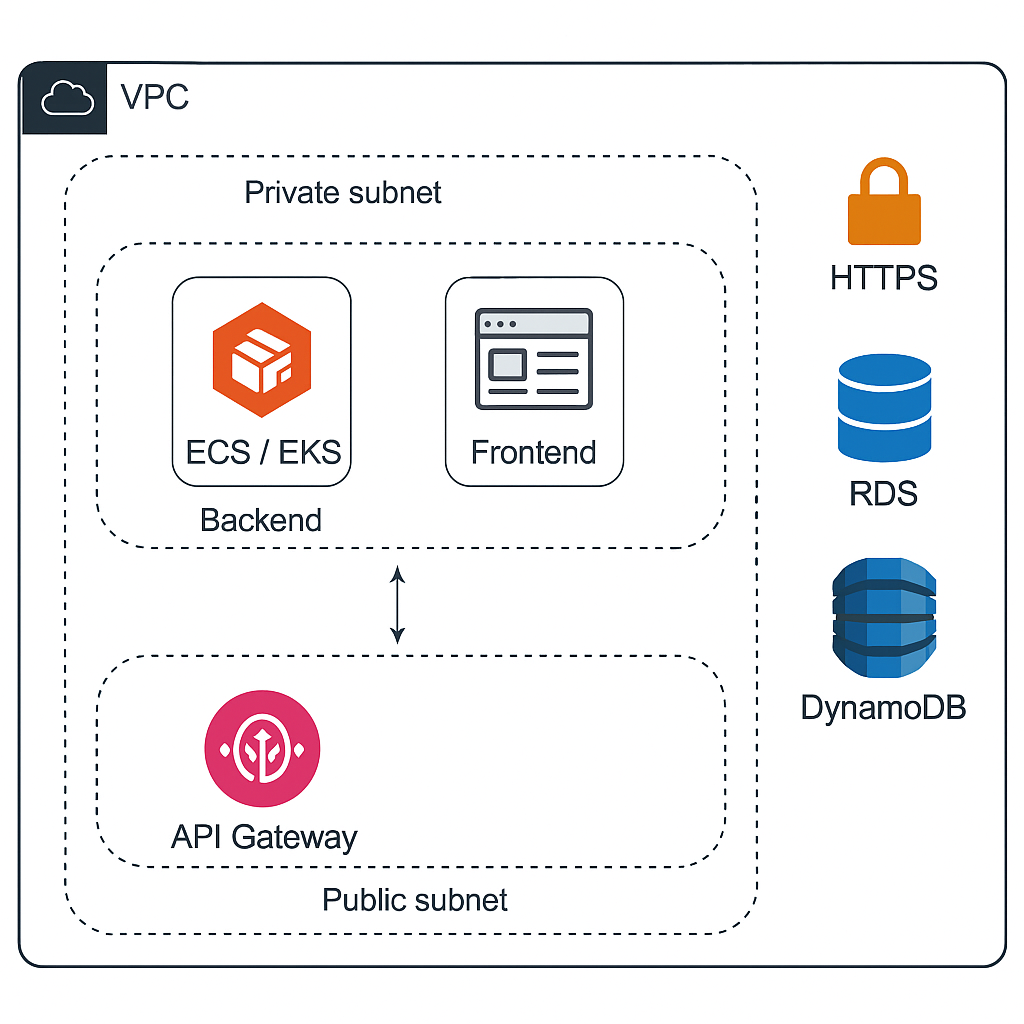 VPC
Private subnet
ECS / EKS
Frontend
Backend
API Gateway
Public subnet
HTTPS
RDS
DynamoDB